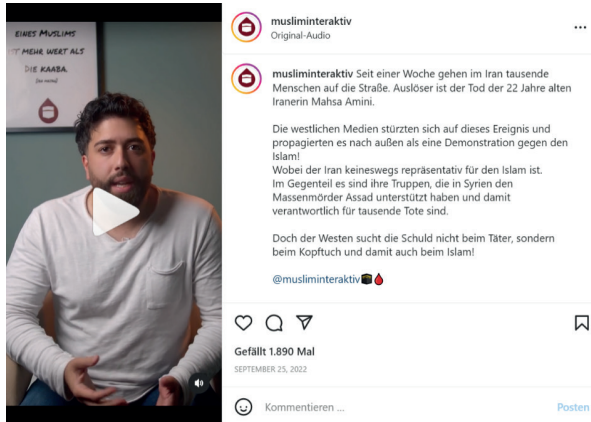 EINES MUSLIMS
IST MEHR WERT ALS
DIE KAABA.
muslimteraktiv
Original-Audio
muslimteraktiv Seit einer Woche gehen im Iran tausende
Menschen auf die Straße. Auslöser ist der Tod der 22 Jahre alten
Iranerin Mahsa Amini.
Die westlichen Medien stürzten sich auf dieses Ereignis und
propagierten es nach außen als eine Demonstration gegen den
Islam!
Wobei der Iran keineswegs repräsentativ für den Islam ist.
Im Gegenteil es sind ihre Truppen, die in Syrien den
Massenmörder Assad unterstützt haben und damit
verantwortlich für tausende Tote sind.
Doch der Westen sucht die Schuld nicht beim Täter, sondern
beim Kopftuch und damit auch beim Islam!
@musliminteraktiv🕋🩸
Gefällt 1.890 Mal
SEPTEMBER 25, 2022
Kommentieren ...
Posten